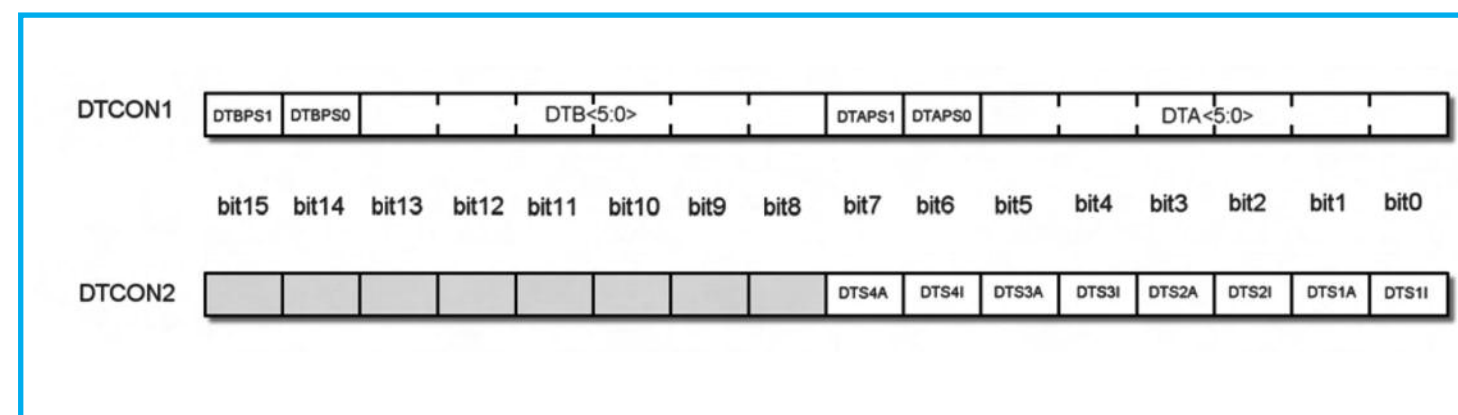 DTCON1 DTBPS1 DTBPS0 DTB<5:0> DTAPS1 DTAPS0 DTA<5:0>
bit15 bit14 bit13 bit12 bit11 bit10 bit9 bit8 bit7 bit6 bit5 bit4 bit3 bit2 bit1 bit0
DTCON2 DTS4A DTS4I DTS3A DTS3I DTS2A DTS2I DTS1A DTS1I